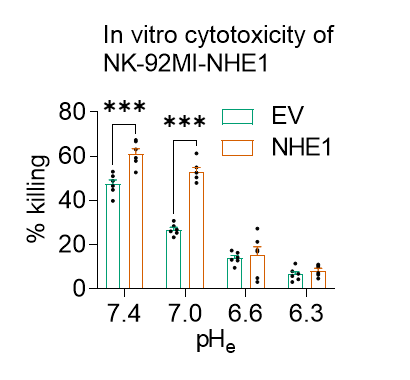 In vitro cytotoxicity of
NK-92MI-NHE1
***
***
EV
NHE1
80
60
40
20
0
% killing
7.4 7.0 6.6 6.3
pHe